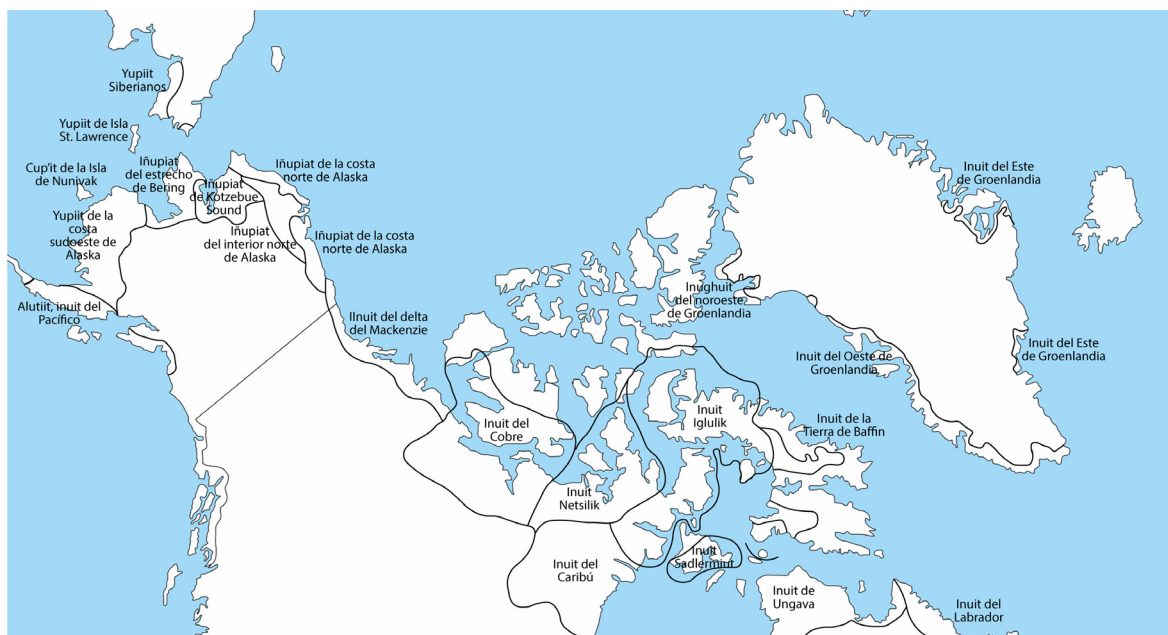 Yupiit
Siberianos
Yupiit de Isla
St. Lawrence
Cup'it de la Isla
de Nunivak
Iñupiat
del estrecho
de Bering
Iñupiat
de Kotzebue
Sound
Iñupiat de la costa
norte de Alaska
Yupiit de la
costa
sudoeste de
Alaska
Iñupiat
del interior norte
de Alaska
Iñupiat de la costa
norte de Alaska
Alutiit, inuit del
Pacífico
IInuit del delta
del Mackenzie
Inughuit
del noroeste
de Groenlandia
Inuit del Este
de Groenlandia
Inuit del Oeste de
Groenlandia
Inuit del Este
de Groenlandia
Inuit del
Cobre
Inuit
Iglulik
Inuit de la
Tierra de Baffin
Inuit
Netsilik
Inuit del
Caribú
Inuit
Sadlermiut
Inuit de
Ungava
Inuit del
Labrador